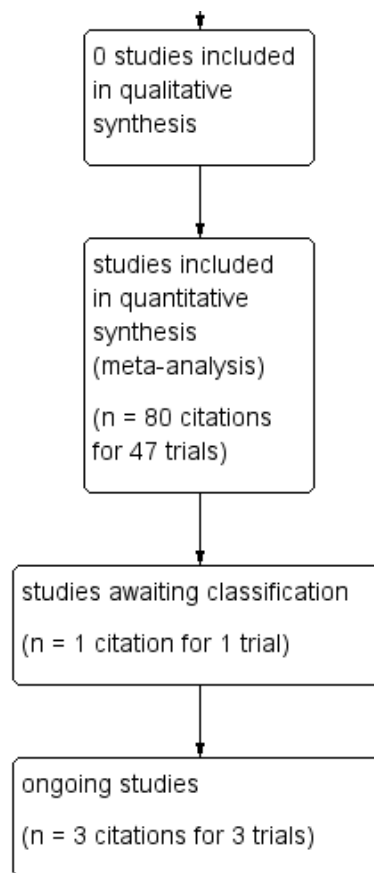 0 studies included
in qualitative
synthesis
studies included
in quantitative
synthesis
(meta-analysis)
(n = 80 citations
for 47 trials)
studies awaiting classification
(n = 1 citation for 1 trial)
ongoing studies
(n = 3 citations for 3 trials)